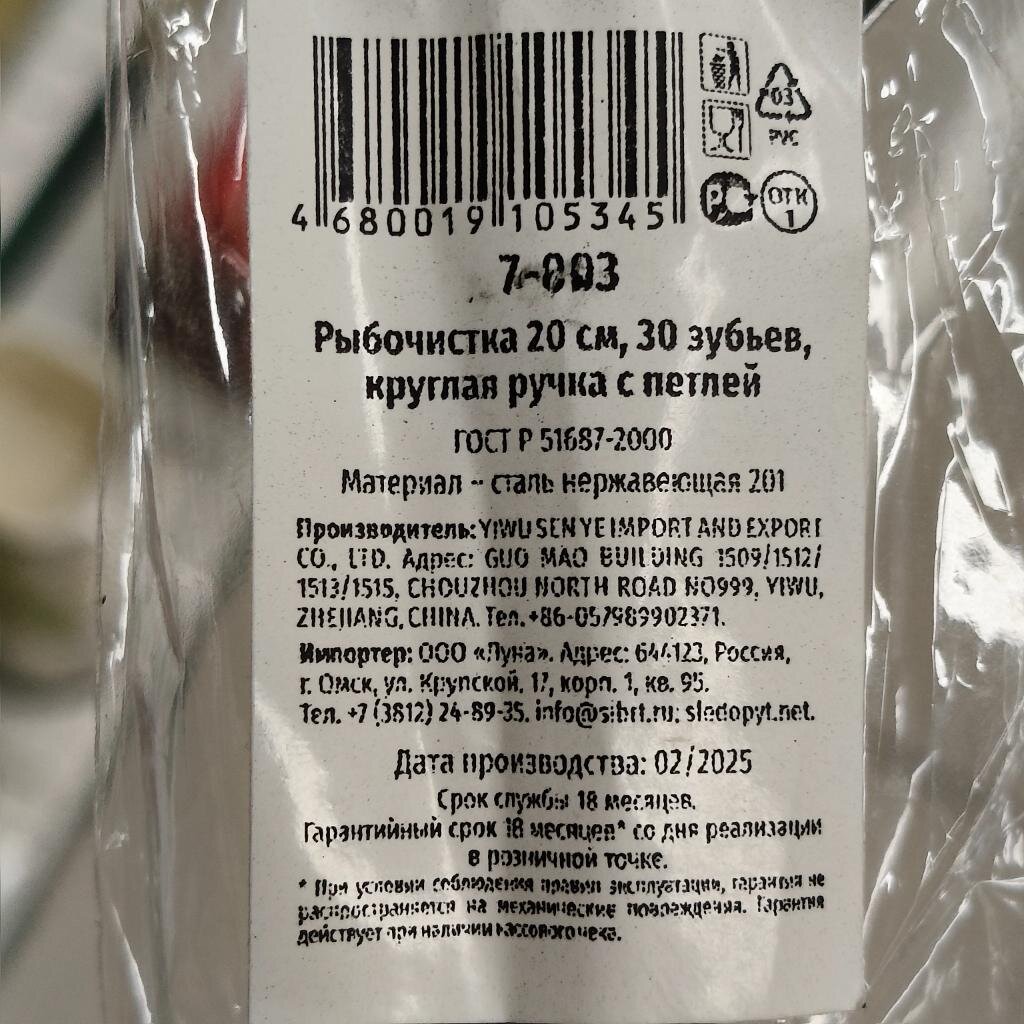 03
PVC
РС
ОТК
1
4 680019 105345
7-003
Рыбочистка 20 см, 30 зубьев,
круглая ручка с петлей
ГОСТ Р 51687-2000
Материал - сталь нержавеющая 201
Производитель: YIWU SENYE IMPORT AND EXPORT
CO., LTD. Адрес: GUO MAO BUILDING 1509/1512/
1513/1515, CHOUZHOU NORTH ROAD NO999, YIWU,
ZHEJIANG, CHINA. Тел. +86-057989902371.
Импортер: ООО «Луна». Адрес: 644123, Россия,
г. Омск, ул. Крупской, 17, корп. 1, кв. 95.
Тел. +7 (3812) 24-89-35. info@sibrt.ru; sledopyt.net.
Дата производства: 02/2025
Срок службы 18 месяцев.
Гарантийный срок 18 месяцев* со дня реализации
в розничной точке.
* При условии соблюдения правил эксплуатации, гарантия не
распространяется на механические повреждения. Гарантия
действует при наличии кассового чека.